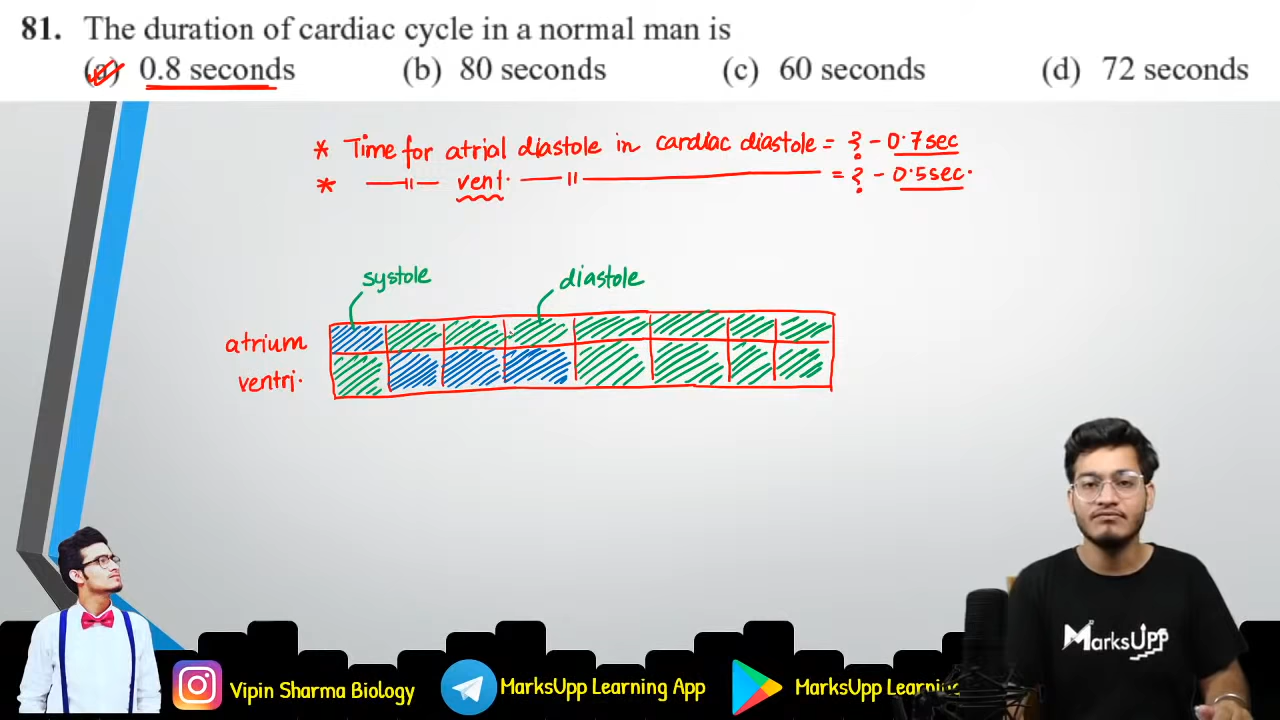 81. The duration of cardiac cycle in a normal man is
(a) 0.8 seconds (b) 80 seconds (c) 60 seconds (d) 72 seconds
* Time for atrial diastole in cardiac diastole = ? - 0.7 sec
* —〃— vent. —〃— = ? - 0.5 sec.
systole diastole
atrium
ventri.
MarksUpp
Vipin Sharma Biology
MarksUpp Learning App
MarksUpp Learning